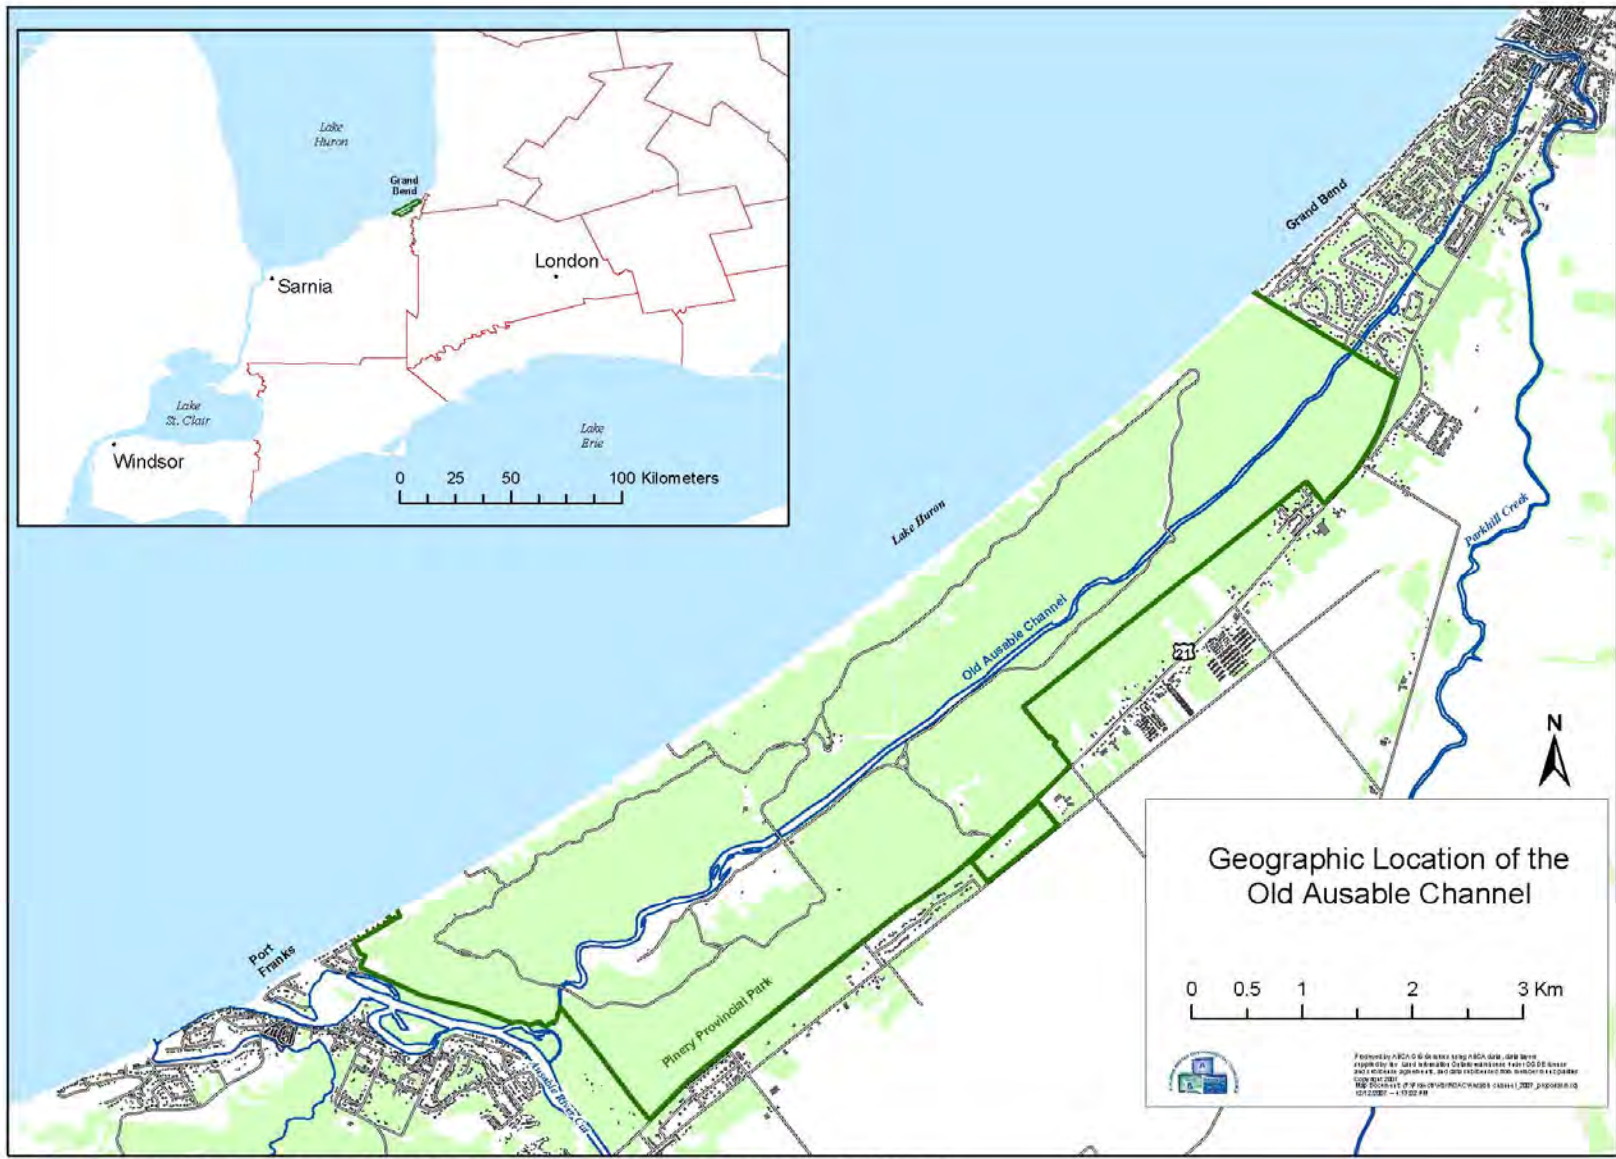 Lake
Huron
Grand
Bend
London
Sarnia
Lake
St. Clair
Windsor
Lake
Erie
0 25 50 100 Kilometers
Grand Bend
Lake Huron
Parkhill Creek
Old Ausable Channel
21
N
Port
Franks
Pinery Provincial Park
Ausable River Cut
Geographic Location of the
Old Ausable Channel
0 0.5 1 2 3 Km